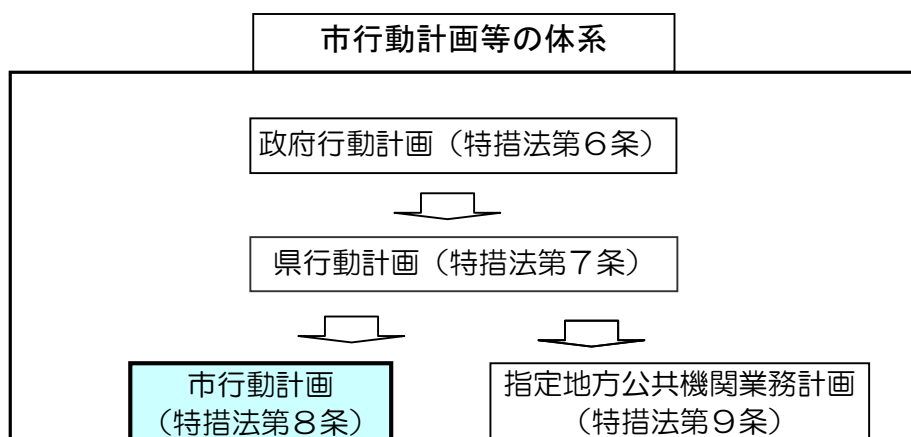 市行動計画等の体系
政府行動計画（特措法第６条）
県行動計画（特措法第７条）
市行動計画
（特措法第８条）
指定地方公共機関業務計画
（特措法第９条）